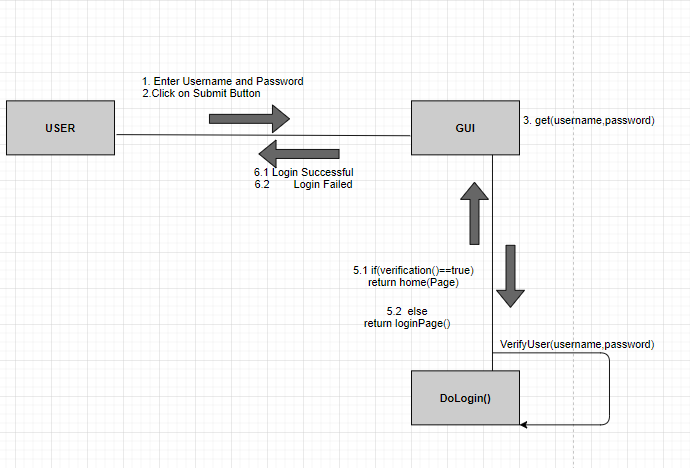 1. Enter Username and Password
2.Click on Submit Button
USER
GUI
3. get(username,password)
6.1 Login Successful
6.2 Login Failed
5.1 if(verification()==true)
return home(Page)
5.2 else
return loginPage()
VerifyUser(username,password)
DoLogin()